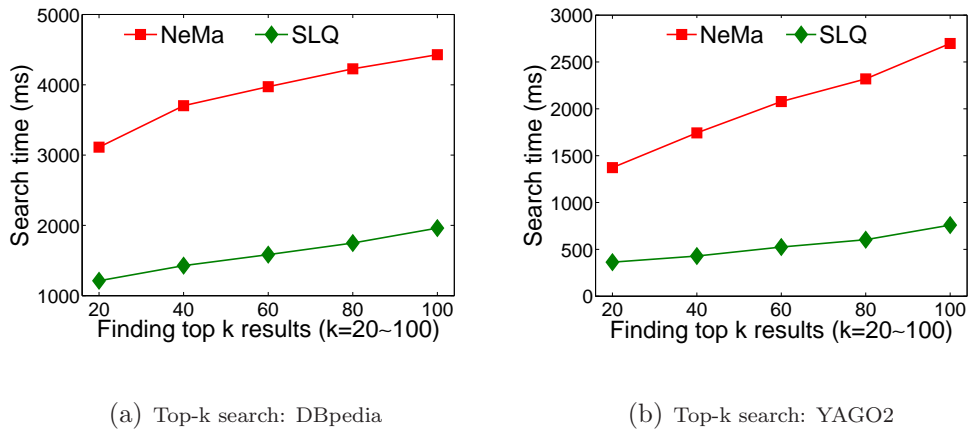 5000
4000
3000
2000
1000
Search time (ms)
NeMa
SLQ
20 40 60 80 100
Finding top k results (k=20~100)
(a) Top-k search: DBpedia
3000
2500
2000
1500
1000
500
0
Search time (ms)
NeMa
SLQ
20 40 60 80 100
Finding top k results (k=20~100)
(b) Top-k search: YAGO2